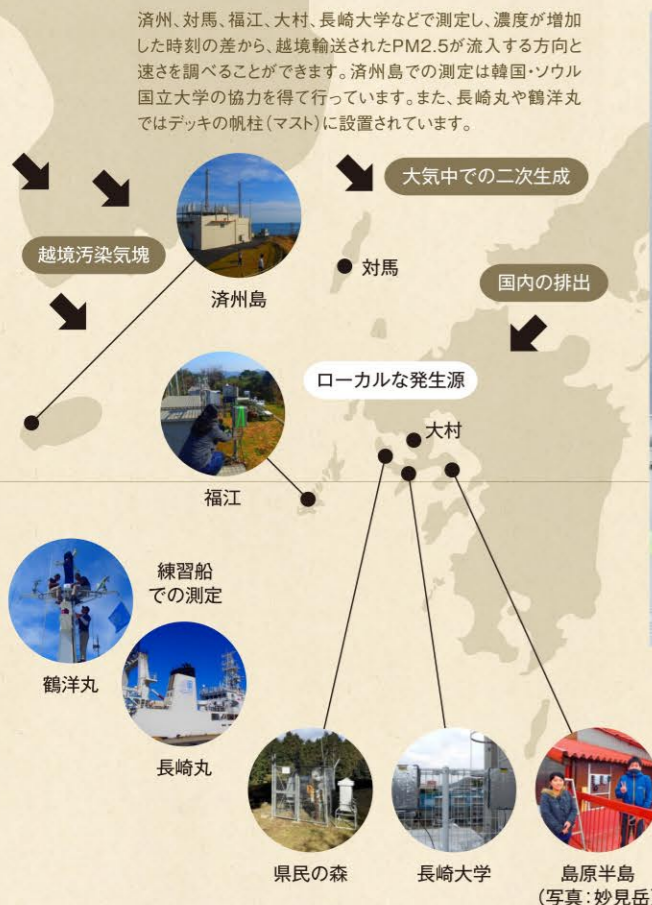 済州、対馬、福江、大村、長崎大学などで測定し、濃度が増加
した時刻の差から、越境輸送されたPM2.5が流入する方向と
速さを調べることができます。済州島での測定は韓国・ソウル
国立大学の協力を得て行っています。また、長崎丸や鶴洋丸
ではデッキの帆柱(マスト)に設置されています。
大気中での二次生成
越境汚染気塊
対馬
国内の排出
済州島
ローカルな発生源
大村
福江
練習船
での測定
鶴洋丸
長崎丸
県民の森
長崎大学
島原半島
(写真:妙見岳)